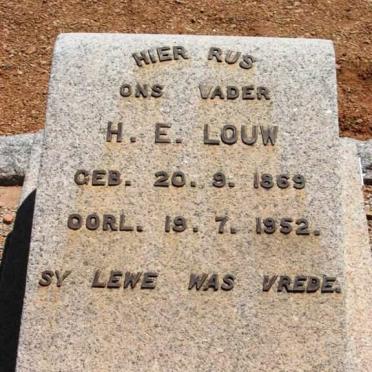 HIER RUS
ONS VADER
H. E. LOUW
GEB. 20. 9. 1869
OORL. 19. 7. 1952.
SY LEWE WAS VREDE.